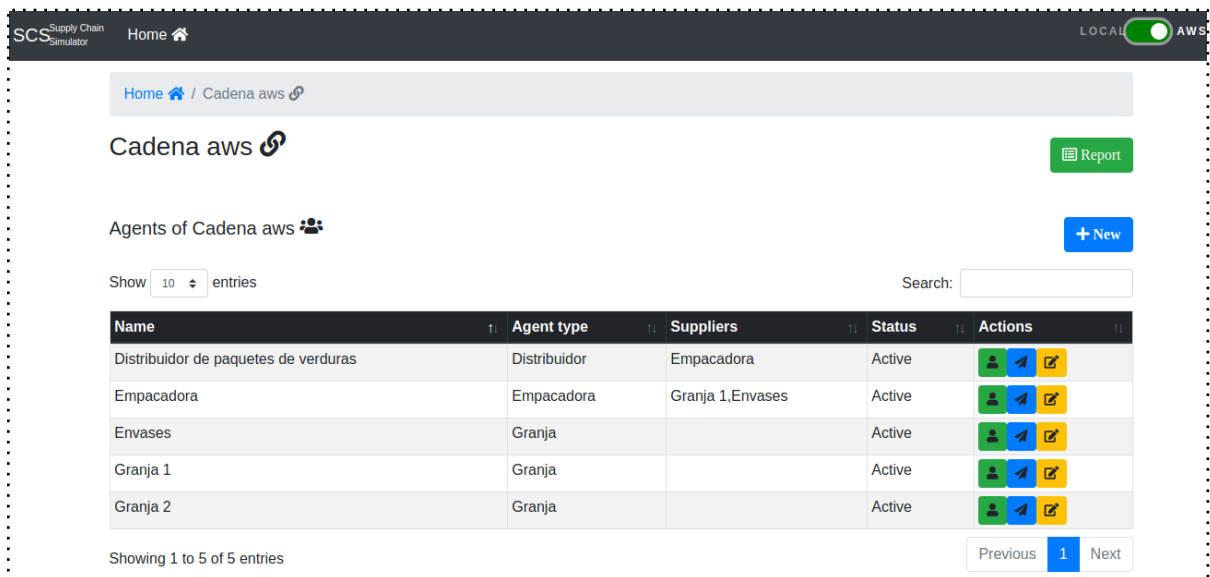 SCS Supply Chain Simulator Home LOCAL AWS
Home / Cadena aws
Cadena aws
Report
Agents of Cadena aws
+ New
Show 10 entries Search:
Name Agent type Suppliers Status Actions
Distribuidor de paquetes de verduras Distribuidor Empacadora Active
Empacadora Empacadora Granja 1,Envases Active
Envases Granja Active
Granja 1 Granja Active
Granja 2 Granja Active
Showing 1 to 5 of 5 entries Previous 1 Next